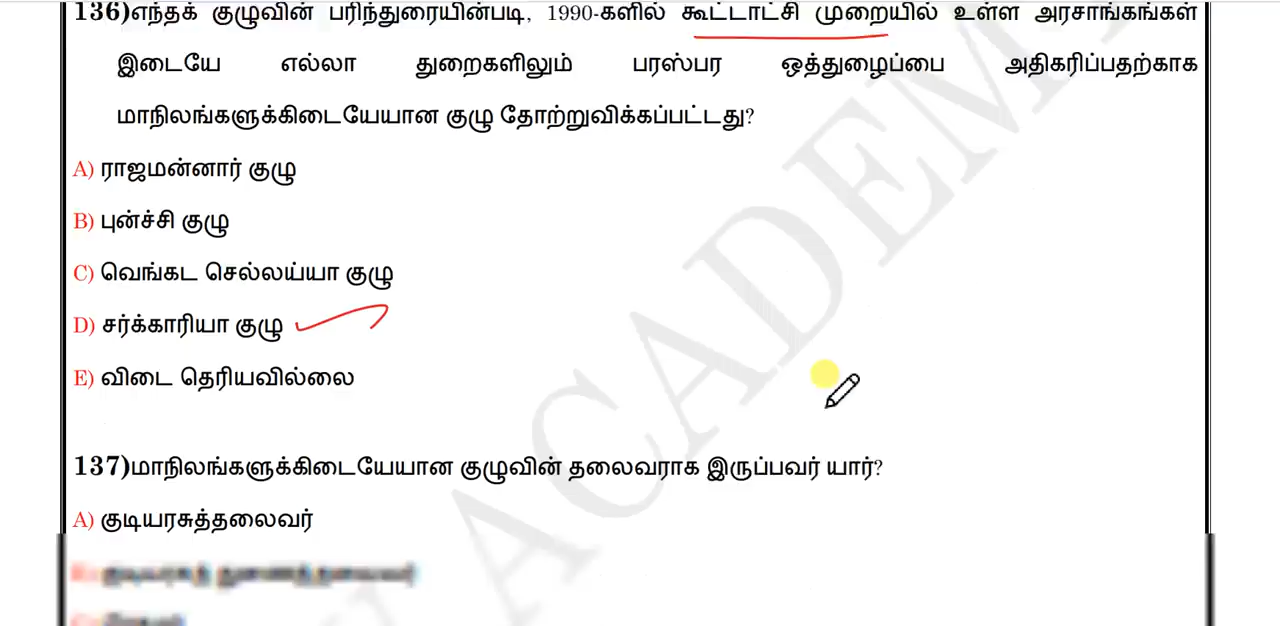 136)எந்தக் குழுவின் பரிந்துரையின்படி, 1990-களில் கூட்டாட்சி முறையில் உள்ள அரசாங்கங்கள்
இடையே எல்லா துறைகளிலும் பரஸ்பர ஒத்துழைப்பை அதிகரிப்பதற்காக
மாநிலங்களுக்கிடையேயான குழு தோற்றுவிக்கப்பட்டது?
A) ராஜமன்னார் குழு
B) புன்ச்சி குழு
C) வெங்கட செல்லய்யா குழு
D) சர்க்காரியா குழு
E) விடை தெரியவில்லை
137)மாநிலங்களுக்கிடையேயான குழுவின் தலைவராக இருப்பவர் யார்?
A) குடியரசுத்தலைவர்
ACADEM